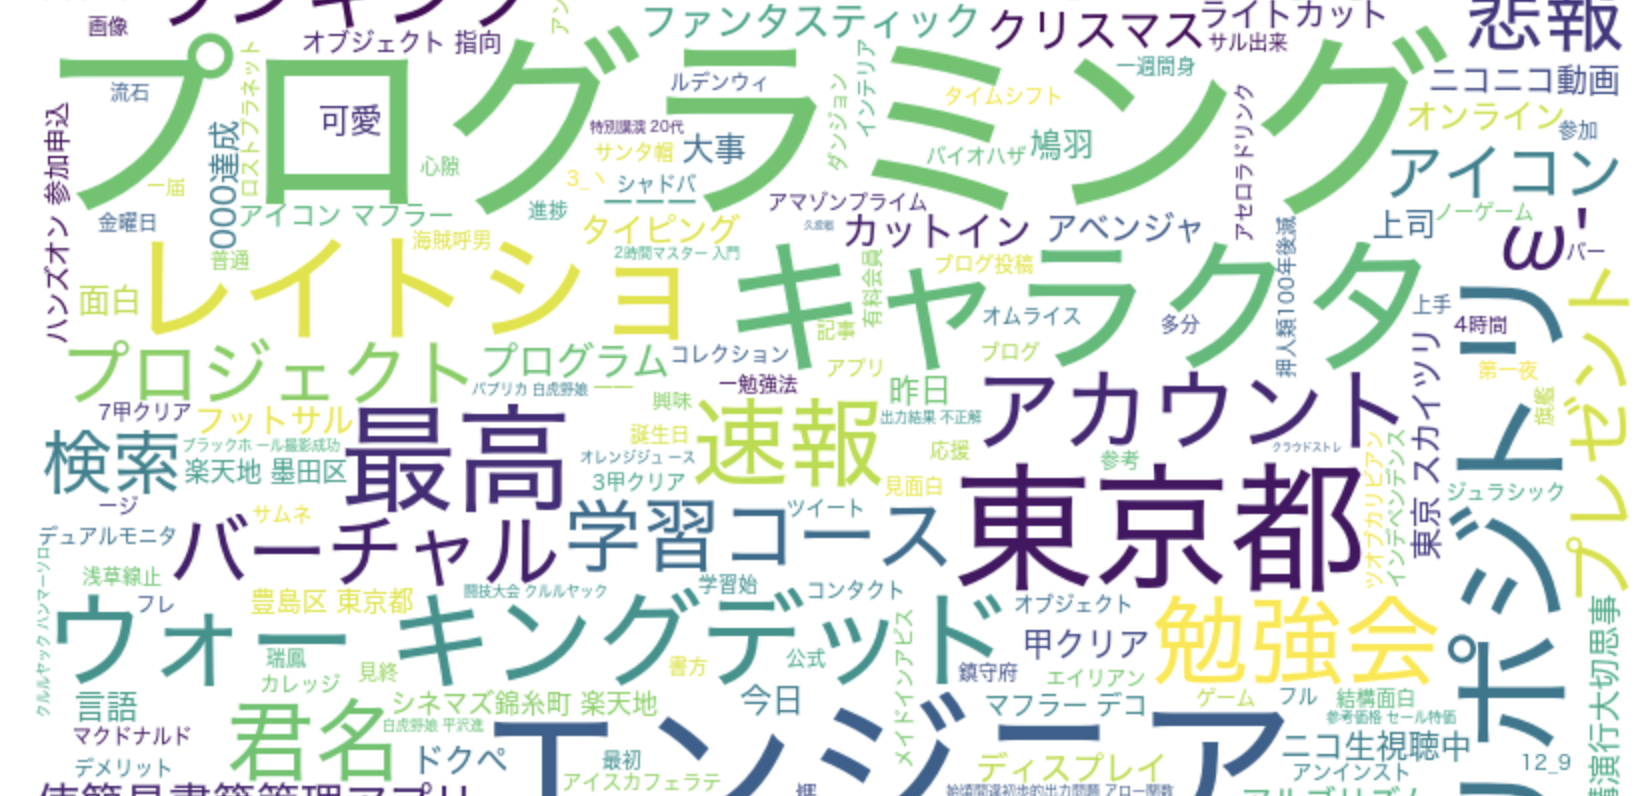 画像
オブジェクト 指向
ファンタスティック
クリスマス
ライトカット
サル出来
悲報
プログラミング
流石
ロストプラネット
可愛
ルデンウィ
インテリア
ダンジョン
タイムシフト
一週間身
ニコニコ動画
オンライン
参加
ハンズオン 参加申込
000達成
心隙
特別講演 20代
サンタ帽
大事
バイオハザ
鳩羽
アセロラドリンク
アイコン
一届
3_ヽ
シャドバ
アイコン マフラー
進捗
ーーー
アマゾンプライム
金曜日
海賊呼男
タイピング
カットイン
アベンジャ
上司
ノーゲーム
ω'
バー
普通
2時間マスター 入門
有料会員
ブログ投稿
押人類100年後滅
面白
レイトショ
キャラクタ
オムライス
多分
上手
4時間
記事
リポジトリ
プレゼント
プロジェクト
プログラム
コレクション
アプリ
ブログ
第一夜
パプリカ 白虎野娘
一勉強法
昨日
アカウント
東京 スカイツリ
旗艦
7甲クリア
フットサル
最高
興味
速報
出力結果 不正解
検索
ブラックホ ール撮影成功
誕生日
応援
クラウドストレ
楽天地 墨田区
オレンジジュ ース
参考
3甲クリア
見面白
東京都
ジュラシック
インデペンデンス
ージ
サムネ
デュアルモニタ
バーチャル
学習コース
ツイート
浅草線止
闘技大会 クルルヤック
学習始
コンタクト
クルルヤック ハンマーソロ
フレ
豊島区 東京都
ウォーキングデッド
オブジェクト
甲クリア
勉強会
瑞鳳
見終
書方
公式
メイドインアビス
鎮守府
エイリアン
カレッジ
言語
シネマズ錦糸町 楽天地
今日
マフラー デコ
ゲーム
フル
結構面白
君名
白虎野娘 平沢進
参考価格 セール特価
マクドナルド
エンジニア
ニコ生視聴中
デメリット
ドクペ
最初
ディスプレイ
アンインスト
12_9
アイスカフェラテ
講演行大切思事